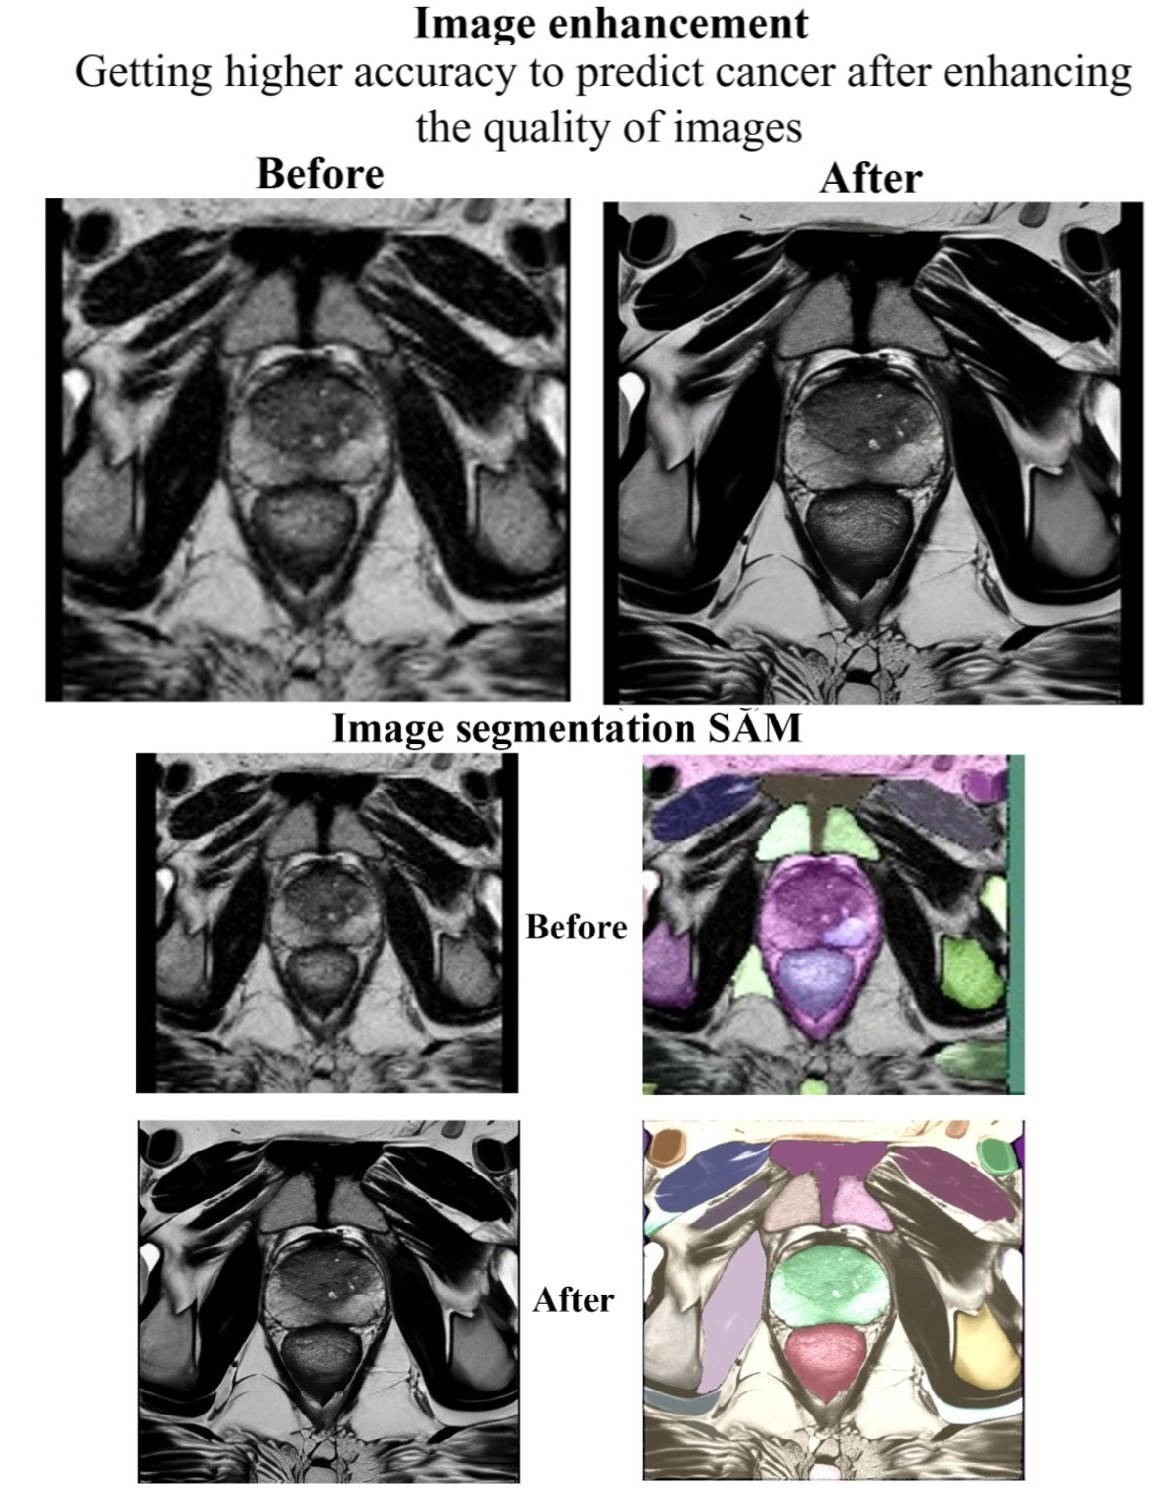 Image enhancement
Getting higher accuracy to predict cancer after enhancing
the quality of images
Before After
Image segmentation SAM
Before
After